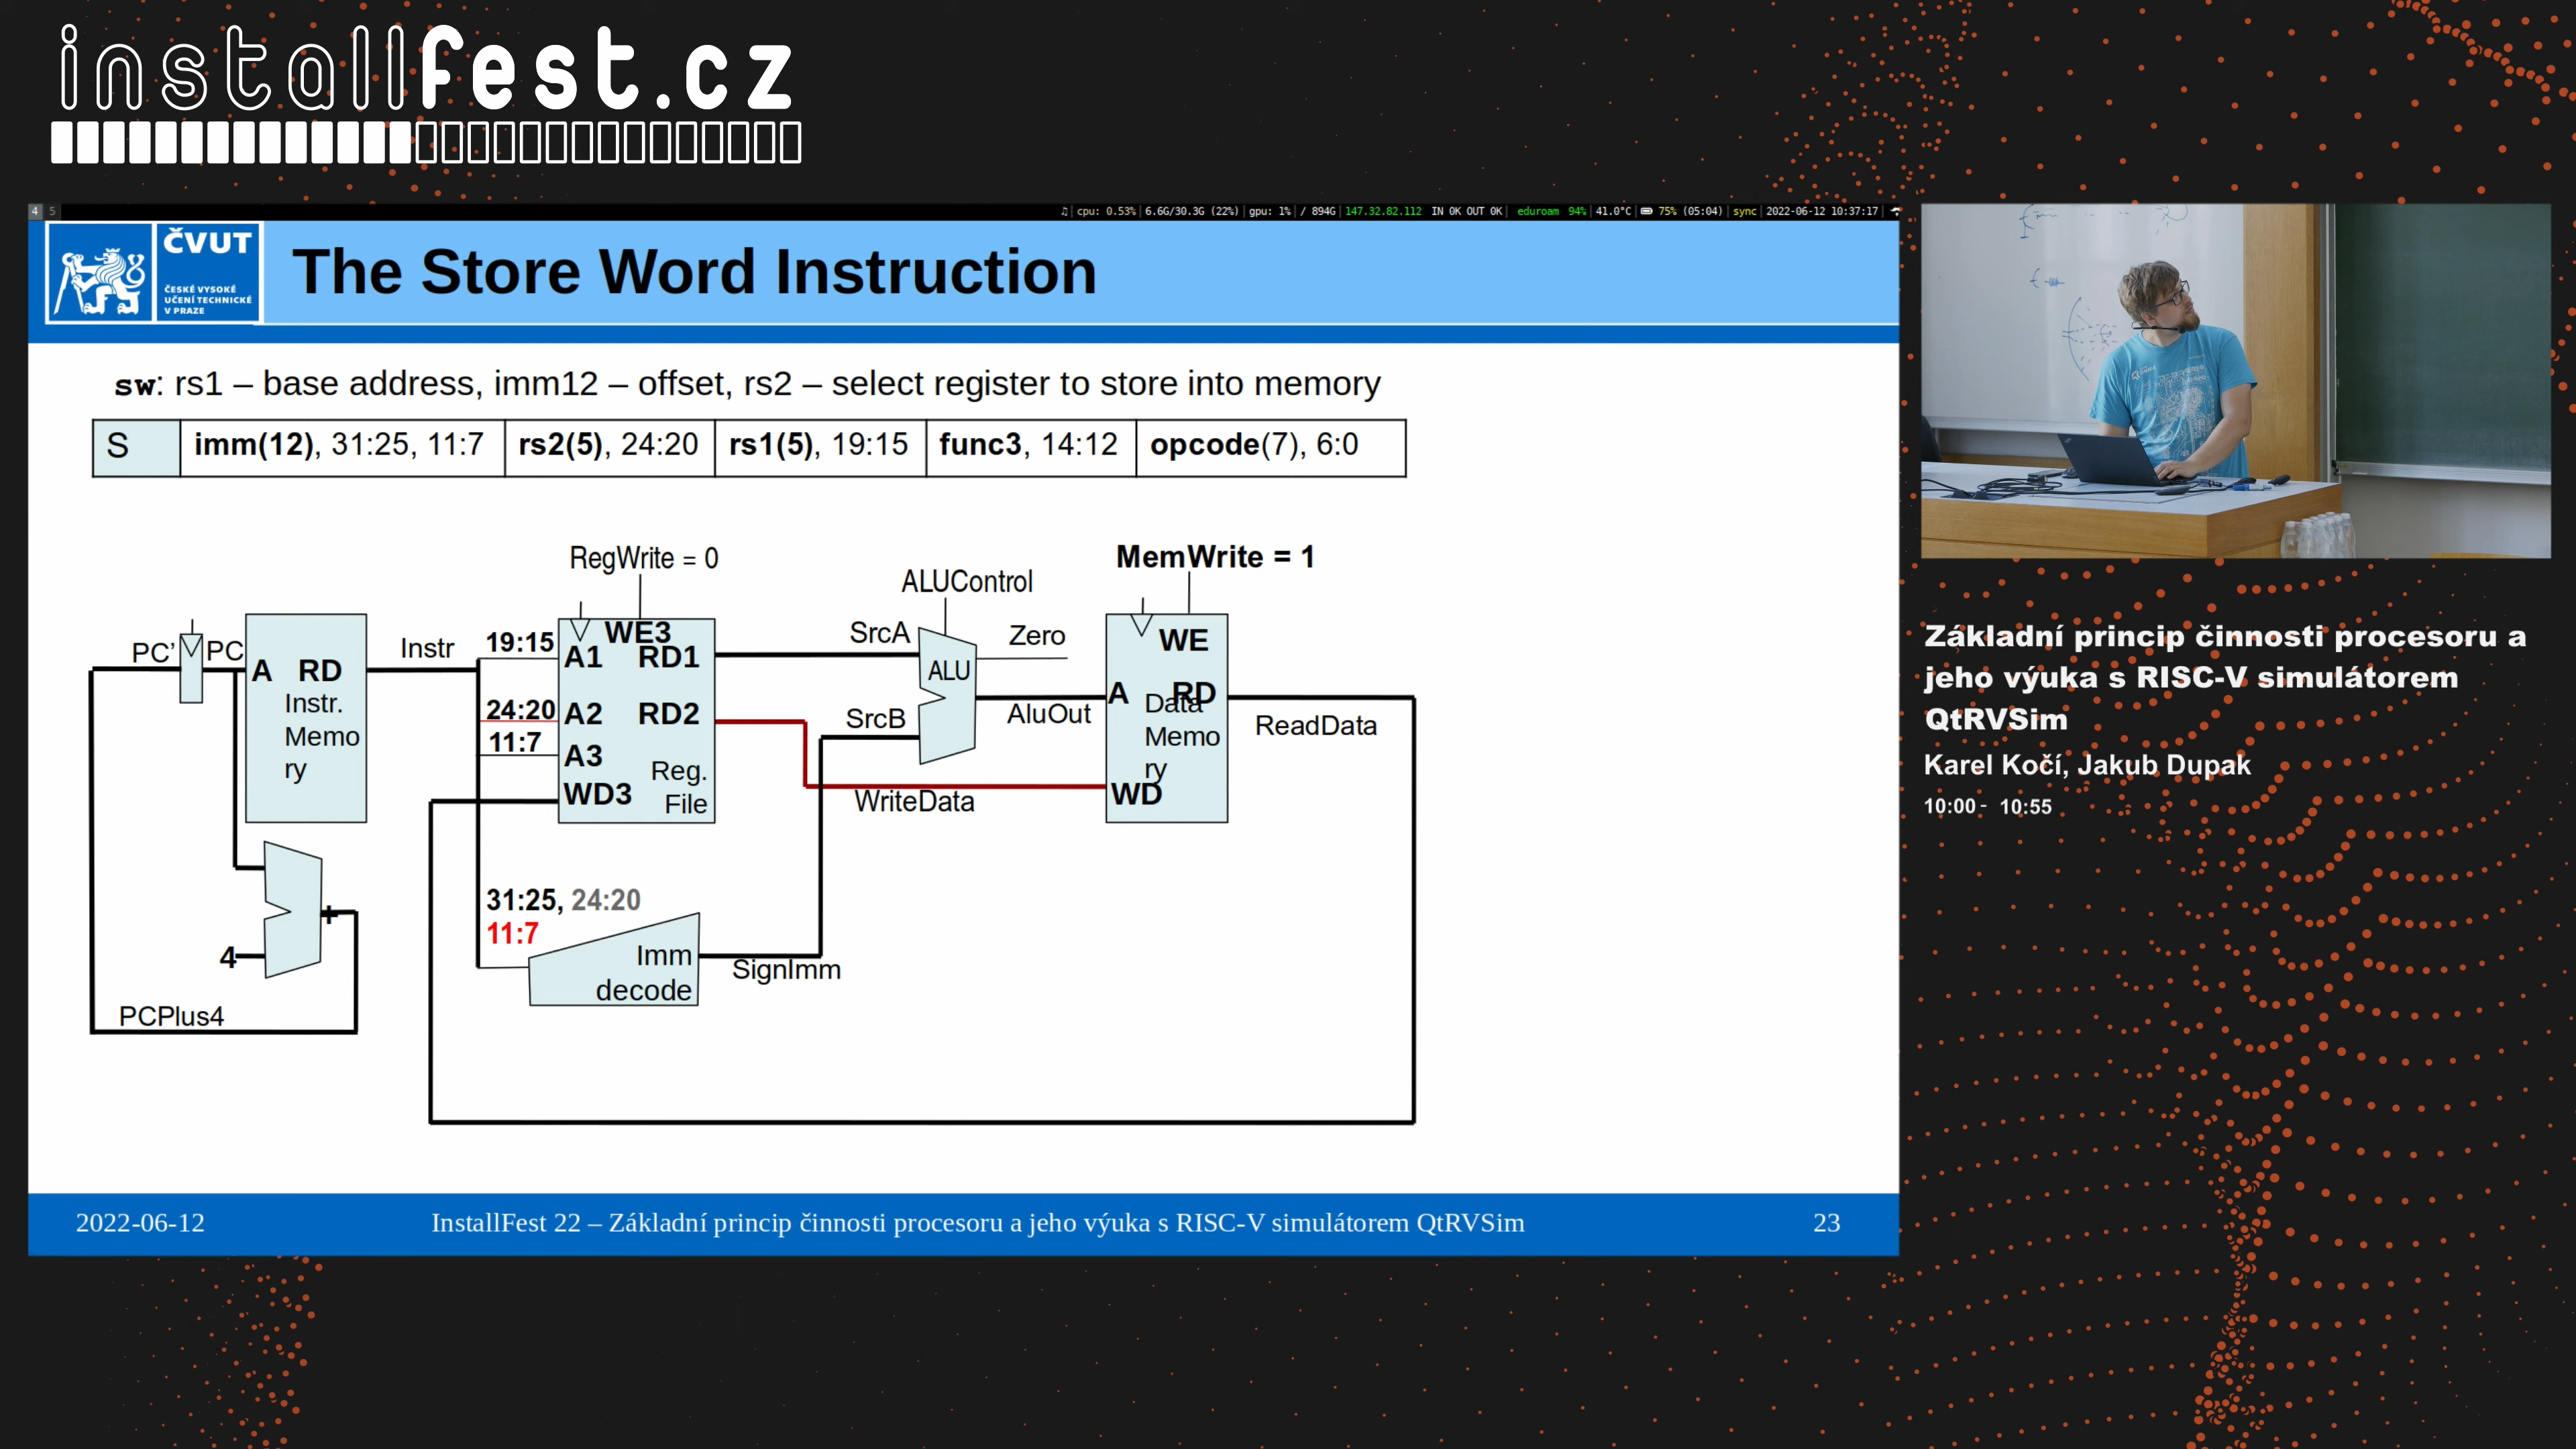 installfest.cz
4 5
cpu: 0.53% | 6.6G/30.3G (22%) | gpu: 1% | / 894G | 147.32.82.112 IN OK OUT OK | eduroam 94% | 41.0°C | 75% (05:04) | sync | 2022-06-12 10:37:17
ČVUT
ČESKÉ VYSOKÉ
UČENÍ TECHNICKÉ
V PRAZE
The Store Word Instruction
sw: rs1 – base address, imm12 – offset, rs2 – select register to store into memory
S imm(12), 31:25, 11:7 rs2(5), 24:20 rs1(5), 19:15 func3, 14:12 opcode(7), 6:0
RegWrite = 0
ALUControl
MemWrite = 1
PC’
PC
A RD
Instr.
Memo
ry
Instr
19:15
24:20
11:7
WE3
A1 RD1
A2 RD2
A3
WD3
Reg.
File
SrcA
SrcB
ALU
Zero
AluOut
WriteData
WE
A RD
Data
Memo
ry
WD
ReadData
4
+
PCPlus4
31:25, 24:20
11:7
Imm
decode
SignImm
2022-06-12
InstallFest 22 – Základní princip činnosti procesoru a jeho výuka s RISC-V simulátorem QtRVSim
23
Základní princip činnosti procesoru a
jeho výuka s RISC-V simulátorem
QtRVSim
Karel Kočí, Jakub Dupak
10:00 - 10:55